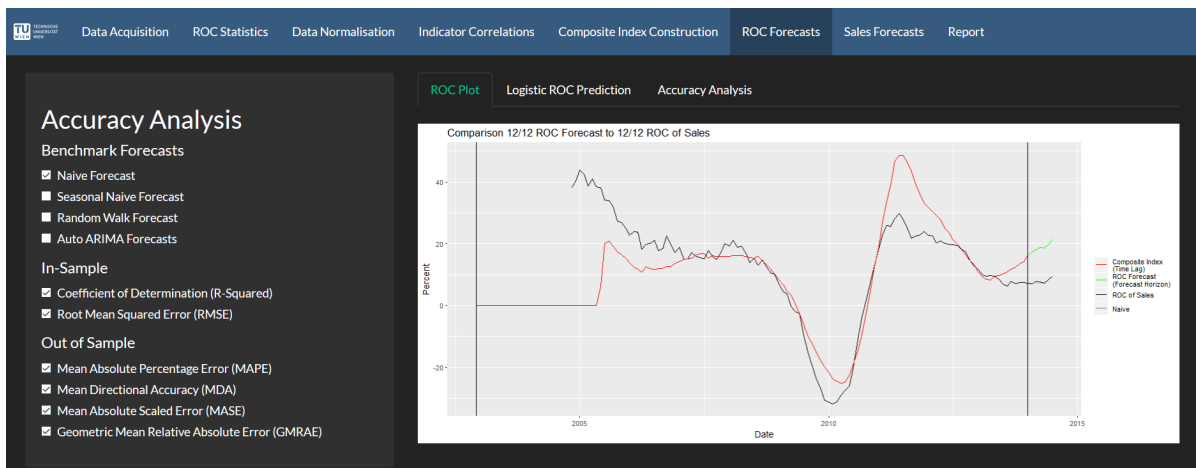 TU WIEN
TECHNISCHE
UNIVERSITÄT
WIEN
Data Acquisition
ROC Statistics
Data Normalisation
Indicator Correlations
Composite Index Construction
ROC Forecasts
Sales Forecasts
Report
Accuracy Analysis
Benchmark Forecasts
Naive Forecast
Seasonal Naive Forecast
Random Walk Forecast
Auto ARIMA Forecasts
In-Sample
Coefficient of Determination (R-Squared)
Root Mean Squared Error (RMSE)
Out of Sample
Mean Absolute Percentage Error (MAPE)
Mean Directional Accuracy (MDA)
Mean Absolute Scaled Error (MASE)
Geometric Mean Relative Absolute Error (GMRAE)
ROC Plot
Logistic ROC Prediction
Accuracy Analysis
Comparison 12/12 ROC Forecast to 12/12 ROC of Sales
Percent
40
20
0
-20
2005
2010
2015
Date
Composite Index
(Time Lag)
ROC Forecast
(Forecast Horizon)
ROC of Sales
Naive